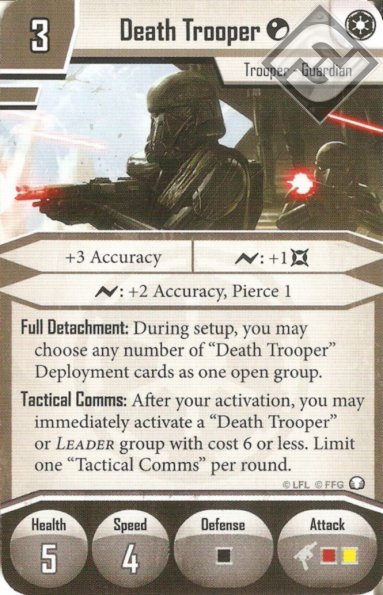 3
Death Trooper
Trooper - Guardian
+3 Accuracy
: +1
: +2 Accuracy, Pierce 1
Full Detachment: During setup, you may
choose any number of “Death Trooper”
Deployment cards as one open group.
Tactical Comms: After your activation, you may
immediately activate a “Death Trooper”
or LEADER group with cost 6 or less. Limit
one “Tactical Comms” per round.
© LFL © FFG
Health Speed Defense Attack
5 4